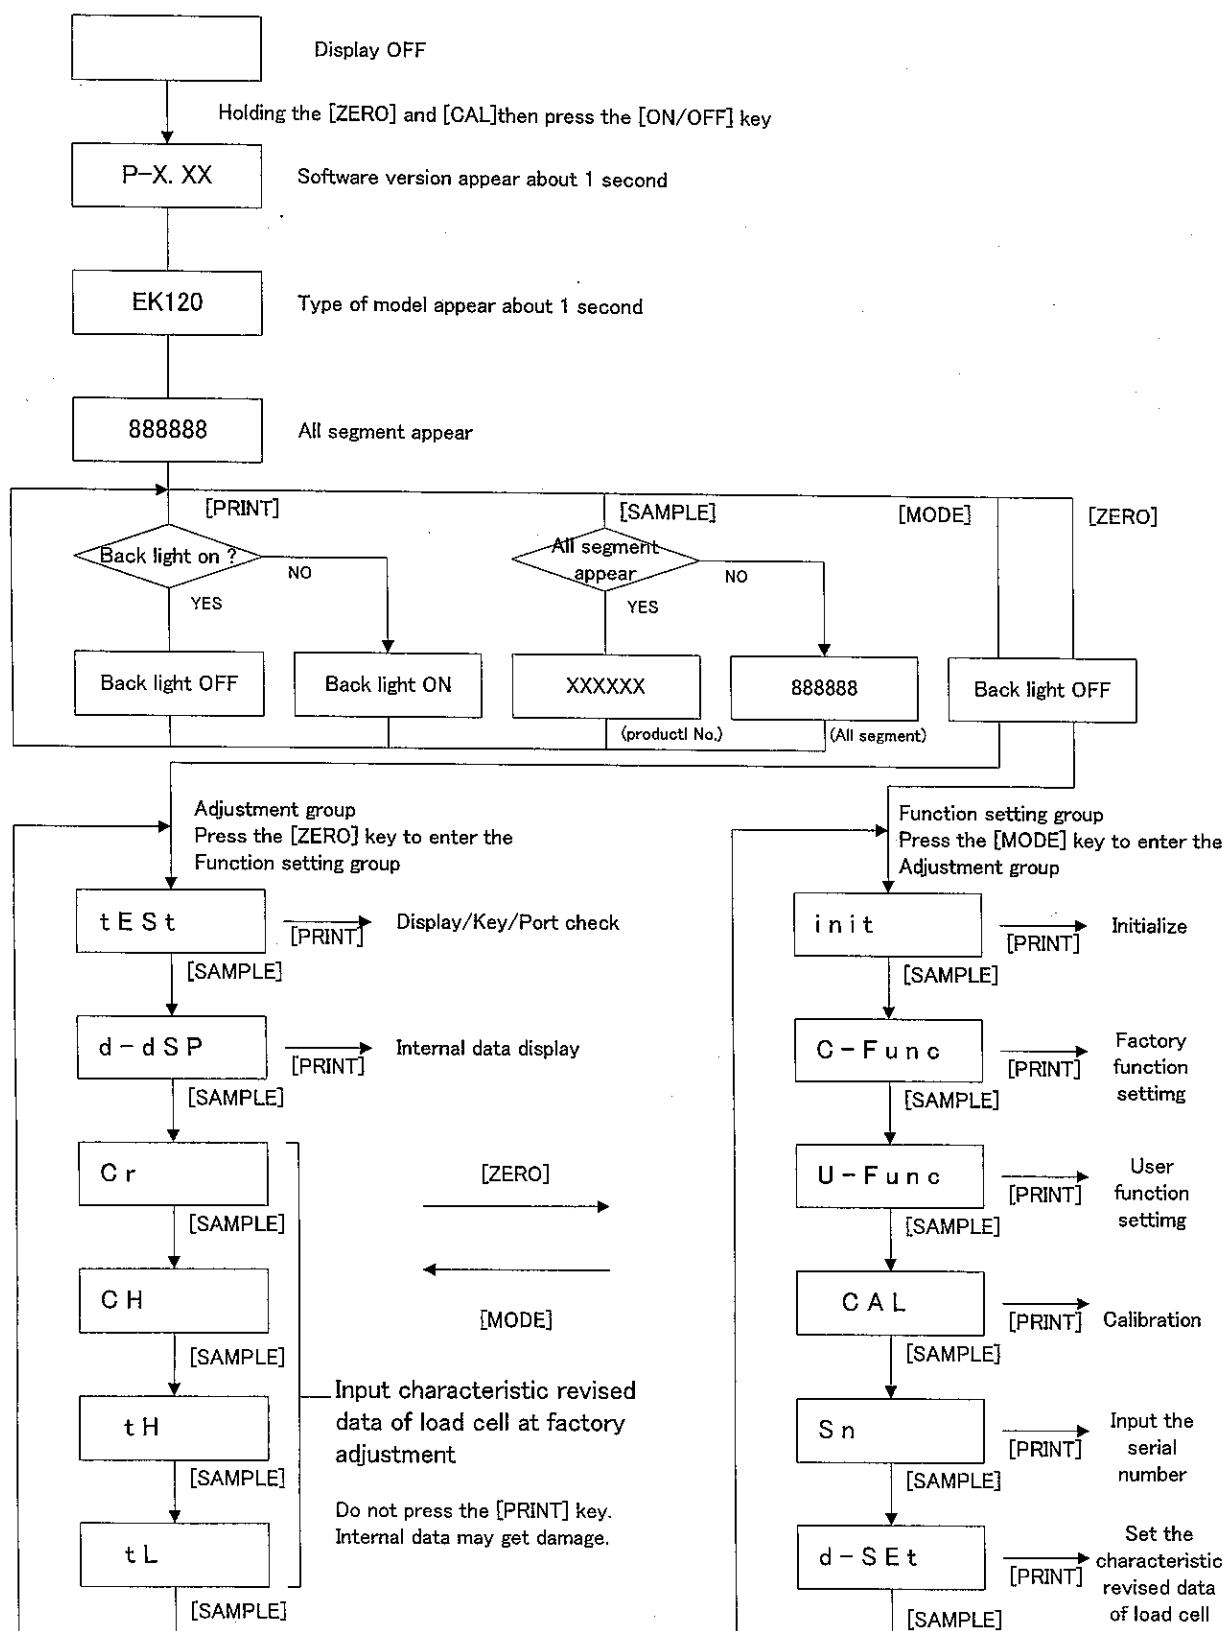 Display OFF
Holding the [ZERO] and [CAL]then press the [ON/OFF] key
P-X. XX
Software version appear about 1 second
EK120
Type of model appear about 1 second
888888
All segment appear
[PRINT]
[SAMPLE]
[MODE]
[ZERO]
Back light on ?
NO
YES
All segment
appear
NO
YES
Back light OFF
Back light ON
XXXXXX
888888
Back light OFF
(productl No.)
(All segment)
Adjustment group
Press the [ZERO] key to enter the
Function setting group
tESt
[PRINT]
Display/Key/Port check
[SAMPLE]
d-dSP
[PRINT]
Internal data display
[SAMPLE]
Cr
[SAMPLE]
CH
[SAMPLE]
tH
[SAMPLE]
tL
[SAMPLE]
[ZERO]
[MODE]
Input characteristic revised
data of load cell at factory
adjustment
Do not press the [PRINT] key.
Internal data may get damage.
Function setting group
Press the [MODE] key to enter the
Adjustment group
init
[PRINT]
Initialize
[SAMPLE]
C-Func
[PRINT]
Factory
function
settimg
[SAMPLE]
U-Func
[PRINT]
User
function
settimg
[SAMPLE]
CAL
[PRINT]
Calibration
[SAMPLE]
Sn
[PRINT]
Input the
serial
number
[SAMPLE]
d-SEt
[PRINT]
Set the
characteristic
revised data
of load cell
[SAMPLE]